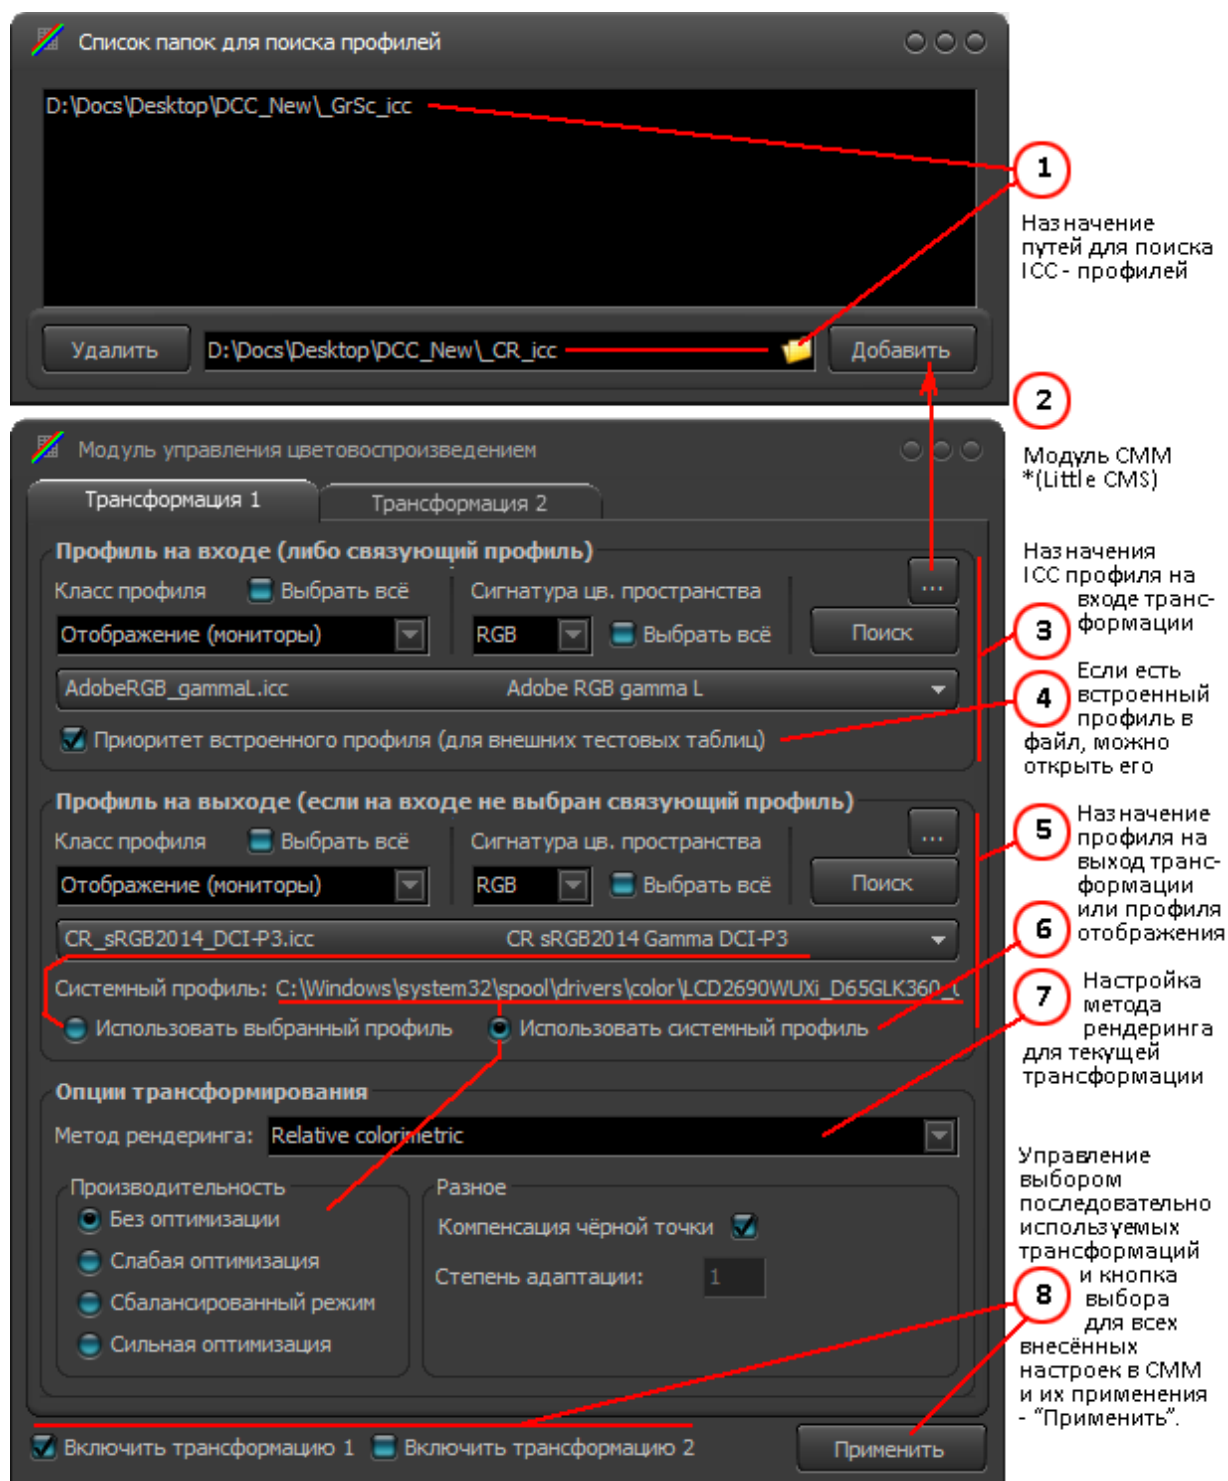 Список папок для поиска профилей
D:\Docs\Desktop\DCC_New\_GrSc_icc
1
Назначение
путей для поиска
ICC - профилей
Удалить
D:\Docs\Desktop\DCC_New\_CR_icc
Добавить
2
Модуль CMM
*(Little CMS)
Модуль управления цветовоспроизведением
Трансформация 1
Трансформация 2
Профиль на входе (либо связующий профиль)
Класс профиля
Выбрать всё
Сигнатура цв. пространства
...
Отображение (мониторы)
RGB
Выбрать всё
Поиск
AdobeRGB_gammaL.icc
Adobe RGB gamma L
Приоритет встроенного профиля (для внешних тестовых таблиц)
Назначения
ICC профиля на
входе транс-
формации
3
4
Если есть
встроенный
профиль в
файл, можно
открыть его
Профиль на выходе (если на входе не выбран связующий профиль)
Класс профиля
Выбрать всё
Сигнатура цв. пространства
...
Отображение (мониторы)
RGB
Выбрать всё
Поиск
CR_sRGB2014_DCI-P3.icc
CR sRGB2014 Gamma DCI-P3
Системный профиль: C:\Windows\system32\spool\drivers\color\LCD2690WUXi_D65GLK360_
Использовать выбранный профиль
Использовать системный профиль
5
Назначение
профиля на
выход транс-
формации
или профиля
отображения
6
7
Настройка
метода
рендеринга
для текущей
трансформации
Опции трансформирования
Метод рендеринга:
Relative colorimetric
Производительность
Без оптимизации
Слабая оптимизация
Сбалансированный режим
Сильная оптимизация
Разное
Компенсация чёрной точки
Степень адаптации:
1
Управление
выбором
последовательно
используемых
трансформаций
и кнопка
выбора
для всех
внесённых
настроек в CMM
и их применения
- “Применить”.
8
Включить трансформацию 1
Включить трансформацию 2
Применить